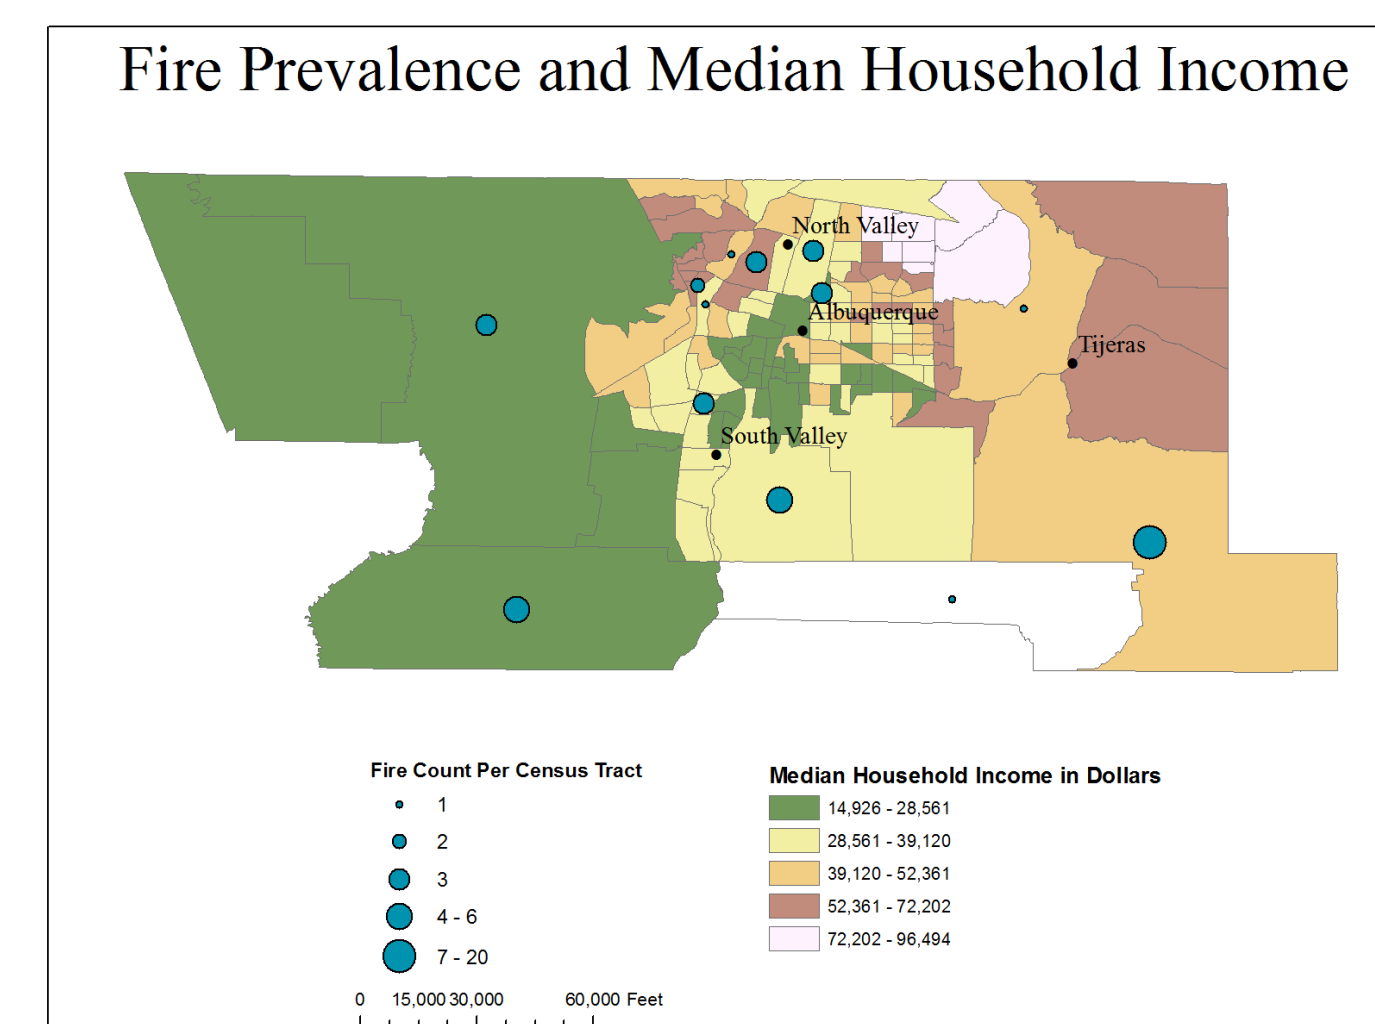 Fire Prevalence and Median Household Income
North Valley
Albuquerque
Tijeras
South Valley
Fire Count Per Census Tract
1
2
3
4 - 6
7 - 20
Median Household Income in Dollars
14,926 - 28,561
28,561 - 39,120
39,120 - 52,361
52,361 - 72,202
72,202 - 96,494
0 15,000 30,000 60,000 Feet